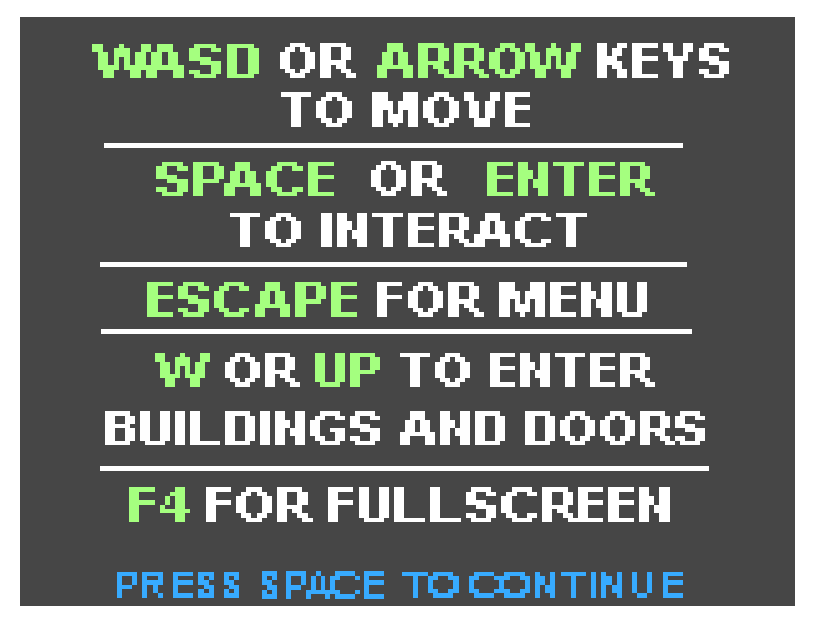 WASD OR ARROW KEYS
TO MOVE
SPACE OR ENTER
TO INTERACT
ESCAPE FOR MENU
W OR UP TO ENTER
BUILDINGS AND DOORS
F4 FOR FULLSCREEN
PRESS SPACE TO CONTINUE